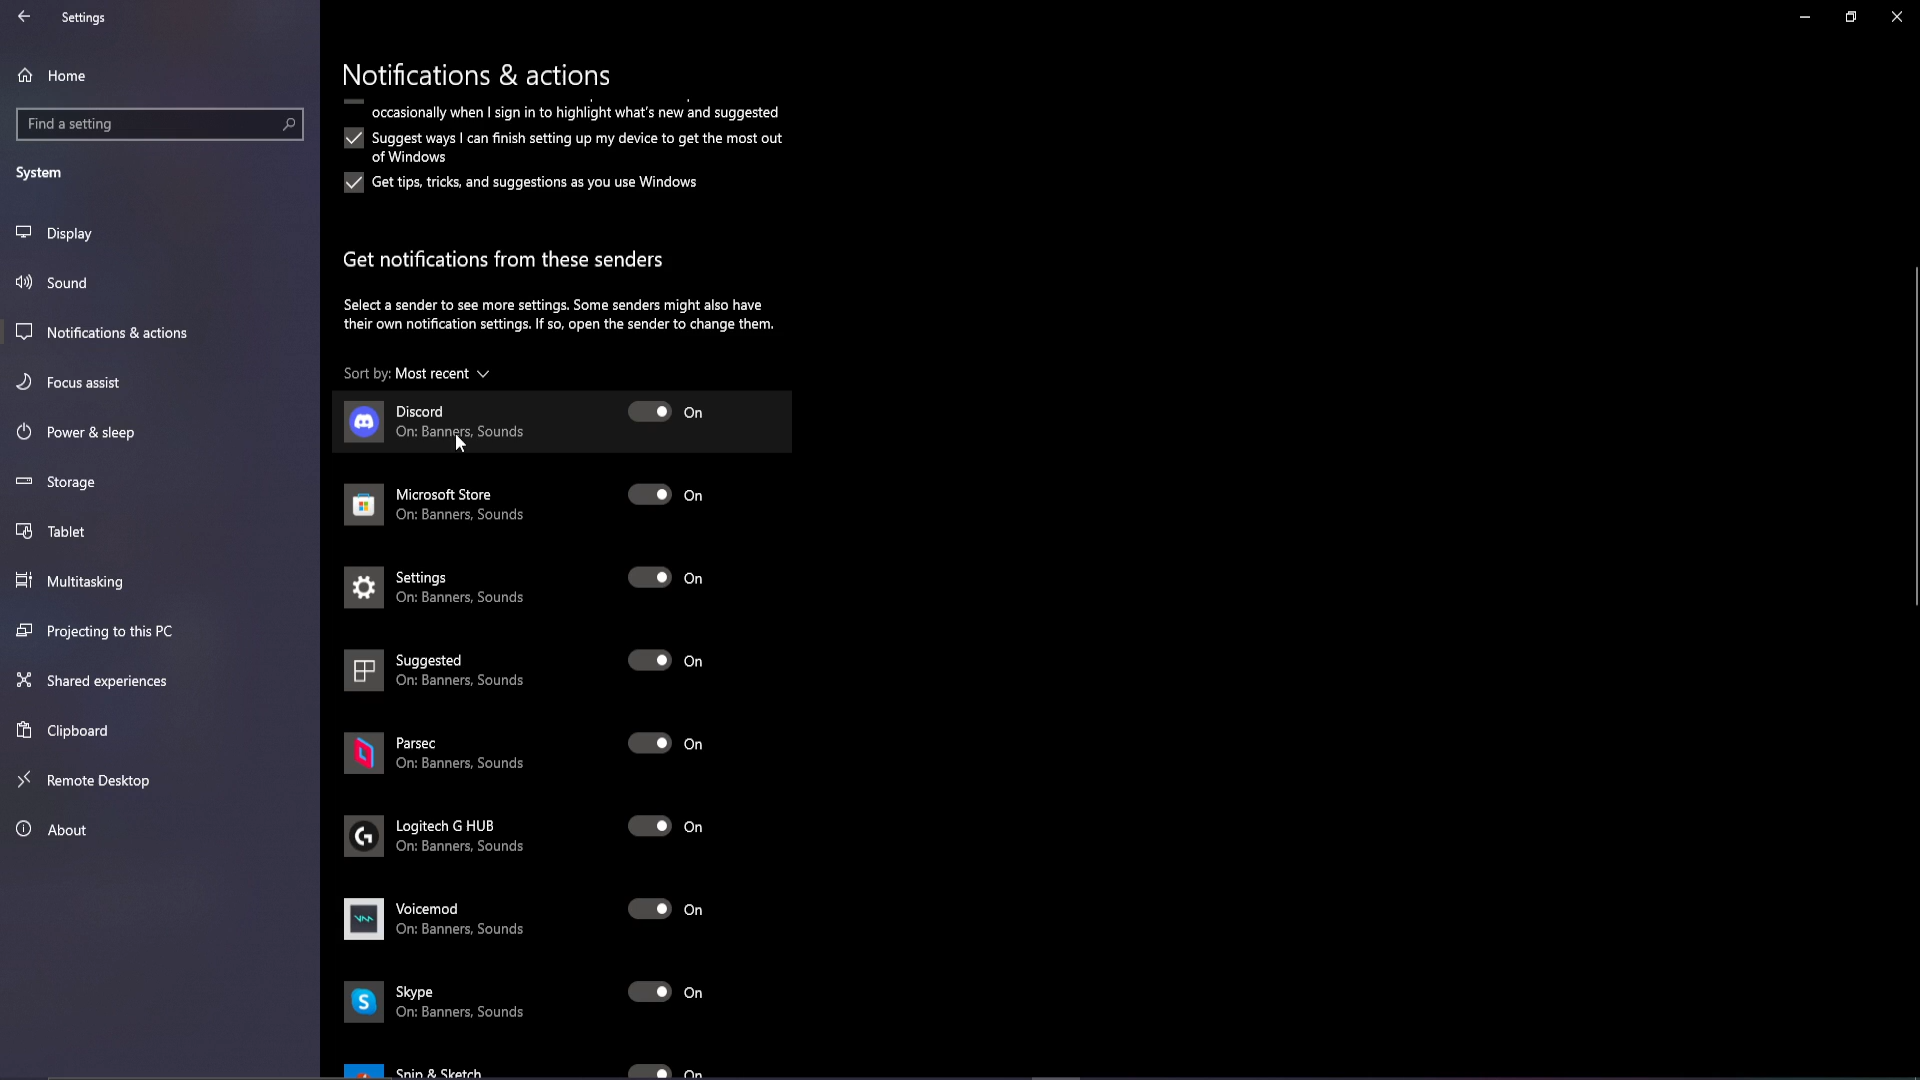 Settings
Home
Find a setting
System
Display
Sound
Notifications & actions
Focus assist
Power & sleep
Storage
Tablet
Multitasking
Projecting to this PC
Shared experiences
Clipboard
Remote Desktop
About
Notifications & actions
occasionally when I sign in to highlight what's new and suggested
Suggest ways I can finish setting up my device to get the most out
of Windows
Get tips, tricks, and suggestions as you use Windows
Get notifications from these senders
Select a sender to see more settings. Some senders might also have
their own notification settings. If so, open the sender to change them.
Sort by: Most recent
Discord On
On: Banners, Sounds
Microsoft Store On
On: Banners, Sounds
Settings On
On: Banners, Sounds
Suggested On
On: Banners, Sounds
Parsec On
On: Banners, Sounds
Logitech G HUB On
On: Banners, Sounds
Voicemod On
On: Banners, Sounds
Skype On
On: Banners, Sounds
Snip & Sketch On